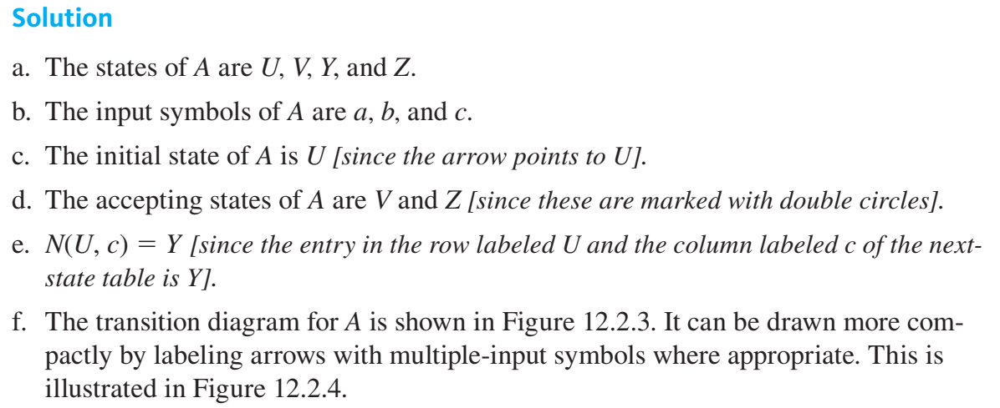 Solution
a. The states of A are U, V, Y, and Z.
b. The input symbols of A are a, b, and c.
c. The initial state of A is U [since the arrow points to U].
d. The accepting states of A are V and Z [since these are marked with double circles].
e. N(U, c) = Y [since the entry in the row labeled U and the column labeled c of the next-
state table is Y].
f. The transition diagram for A is shown in Figure 12.2.3. It can be drawn more com-
pactly by labeling arrows with multiple-input symbols where appropriate. This is
illustrated in Figure 12.2.4.